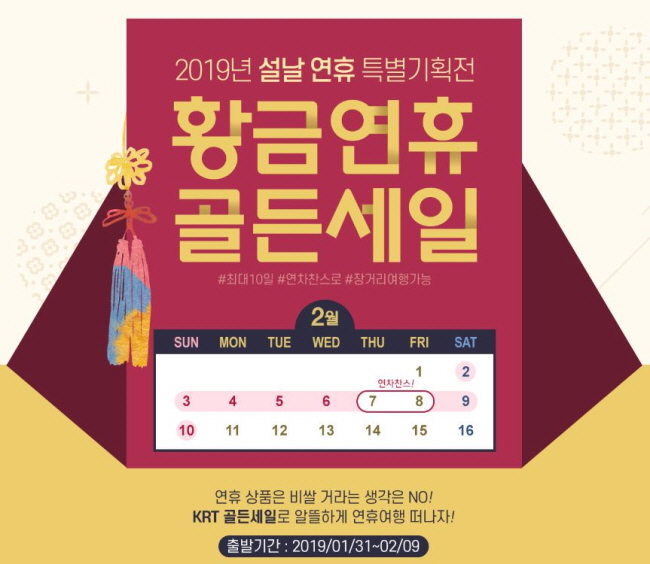 2019년 설날 연휴 특별기획전
황금연휴
골든세일
#최대10일 #연차찬스로 #장거리여행가능
2월
SUN MON TUE WED THU FRI SAT
1 2
연차찬스!
3 4 5 6 7 8 9
10 11 12 13 14 15 16
연휴 상품은 비쌀 거라는 생각은 NO!
KRT 골든세일로 알뜰하게 연휴여행 떠나자!
출발기간 : 2019/01/31~02/09